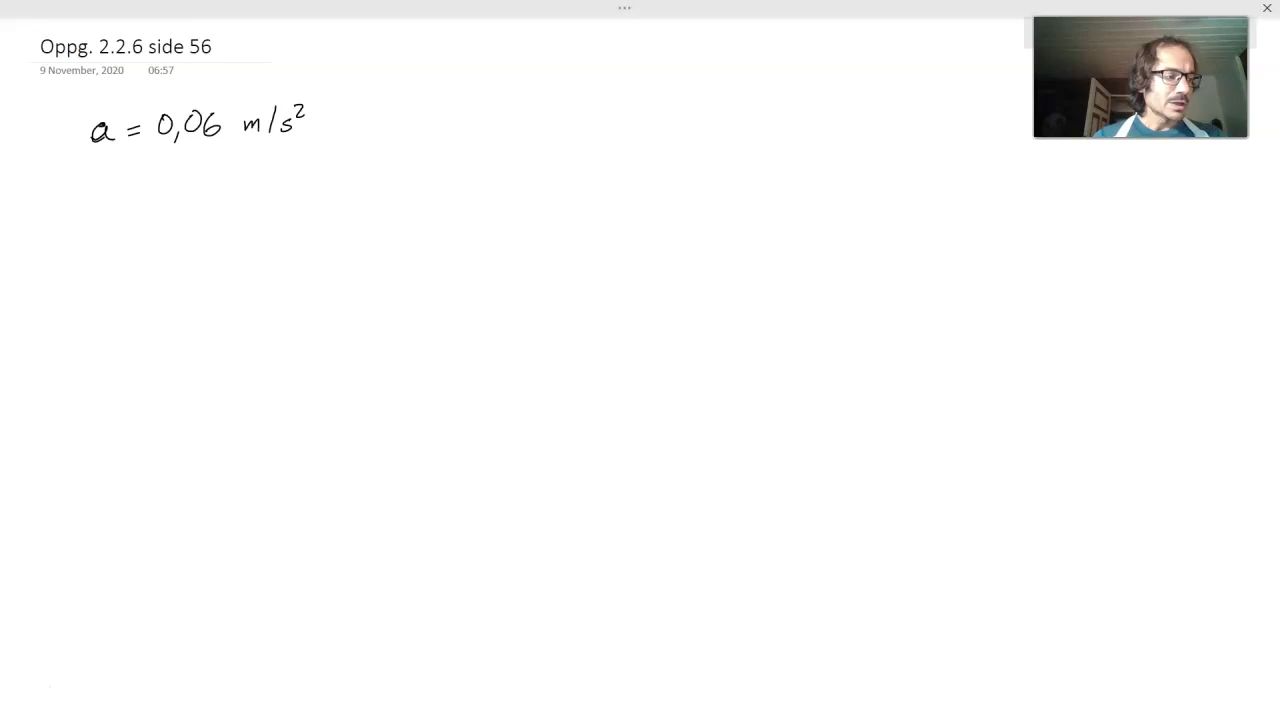 Oppg. 2.2.6 side 56
9 November, 2020 06:57
a = 0,06 m/s²